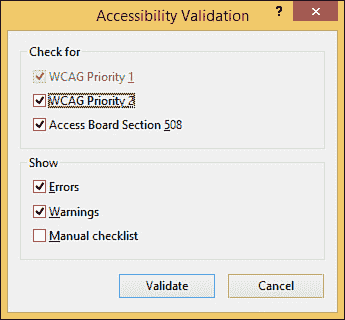 Accessibility Validation
?
Check for
WCAG Priority 1
WCAG Priority 2
Access Board Section 508
Show
Errors
Warnings
Manual checklist
Validate
Cancel